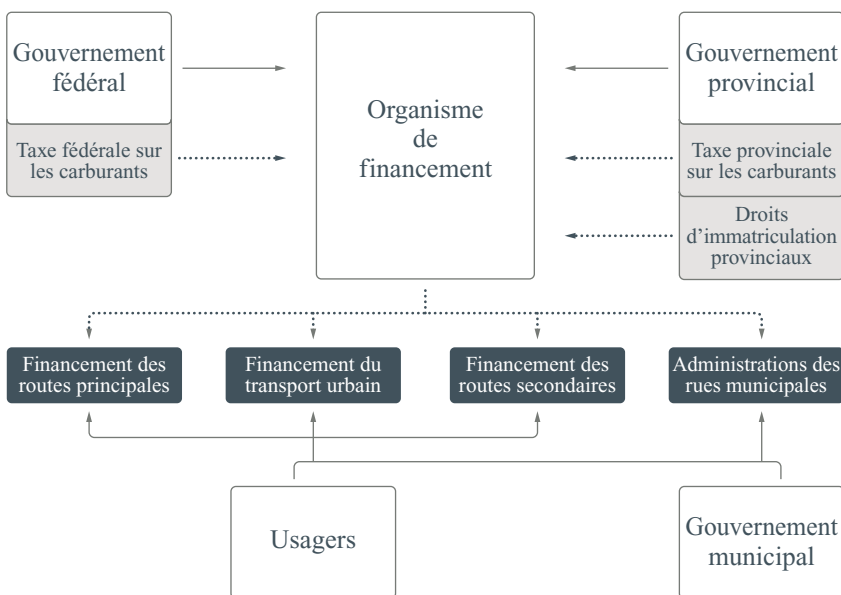 Gouvernement
fédéral
Taxe fédérale sur
les carburants
Organisme
de
financement
Gouvernement
provincial
Taxe provinciale
sur les carburants
Droits
d’immatriculation
provinciaux
Financement des
routes principales
Financement du
transport urbain
Financement des
routes secondaires
Administrations des
rues municipales
Usagers
Gouvernement
municipal